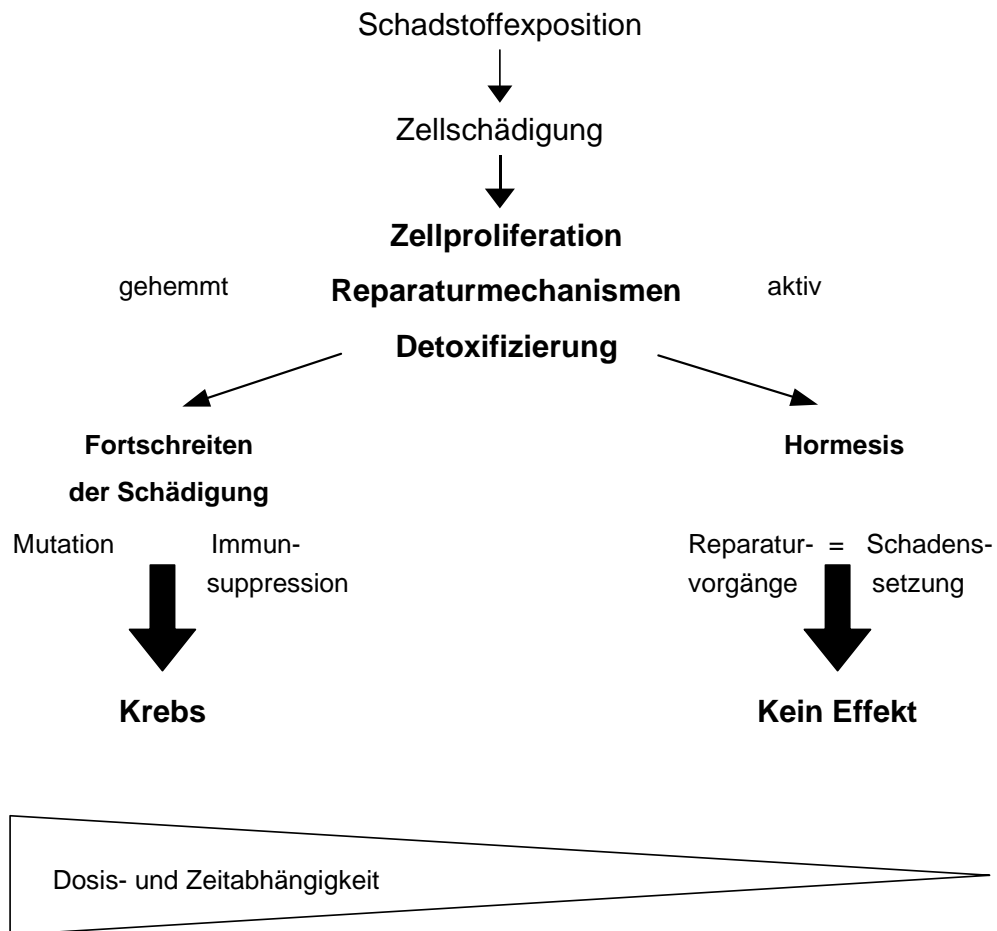 Schadstoffexposition
Zellschädigung
Zellproliferation
gehemmt Reparaturmechanismen aktiv
Detoxifizierung
Fortschreiten
der Schädigung
Hormesis
Mutation Immun-
suppression
Reparatur- = Schadens-
vorgänge setzung
Krebs
Kein Effekt
Dosis- und Zeitabhängigkeit